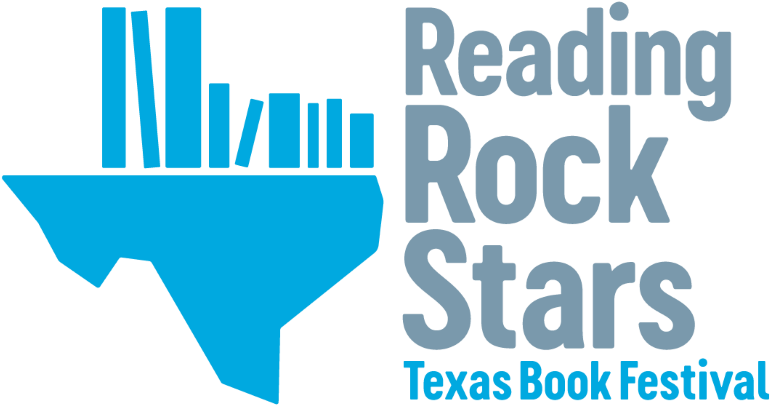 Reading
Rock
Stars
Texas Book Festival